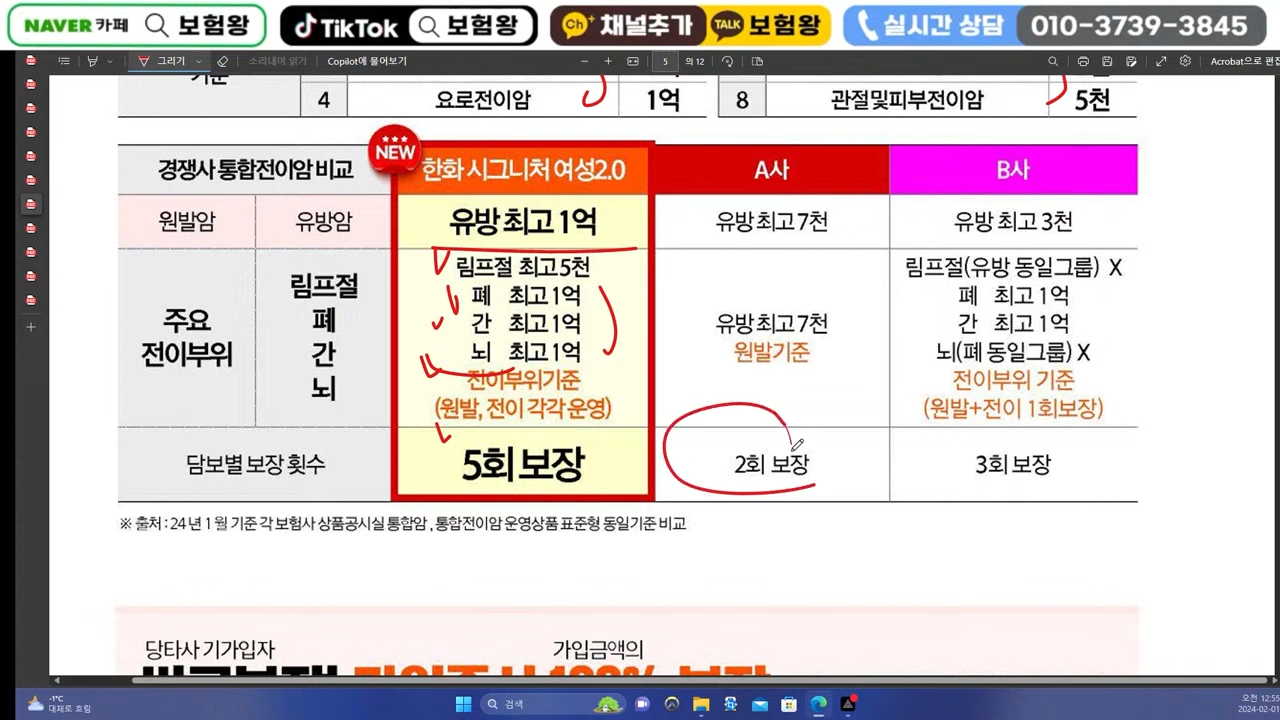 NAVER 카페 보험왕 TikTok 보험왕 Ch+ 채널추가 TALK 보험왕 실시간 상담 010-3739-3845
그리기 소리내어 읽기 Copilot에 물어보기 5 의 12 Acrobat으로 편집
기준
4 요로전이암 1억 8 관절및피부전이암 5천
NEW
경쟁사 통합전이암 비교 한화 시그니처 여성2.0 A사 B사
원발암 유방암 유방 최고 1억 유방 최고 7천 유방 최고 3천
주요
전이부위
림프절
폐
간
뇌
림프절 최고 5천
폐 최고 1억
간 최고 1억
뇌 최고 1억
전이부위기준
(원발, 전이 각각 운영)
유방 최고 7천
원발기준
림프절(유방 동일그룹) X
폐 최고 1억
간 최고 1억
뇌(폐 동일그룹) X
전이부위 기준
(원발+전이 1회보장)
담보별 보장 횟수 5회 보장 2회 보장 3회 보장
※ 출처 : 24년 1월 기준 각 보험사 상품공시실 통합암 , 통합전이암 운영상품 표준형 동일기준 비교
당타사 기가입자 가입금액의
100% 보장
-1°C
대체로 흐림
검색
오전 12:55
2024-02-01